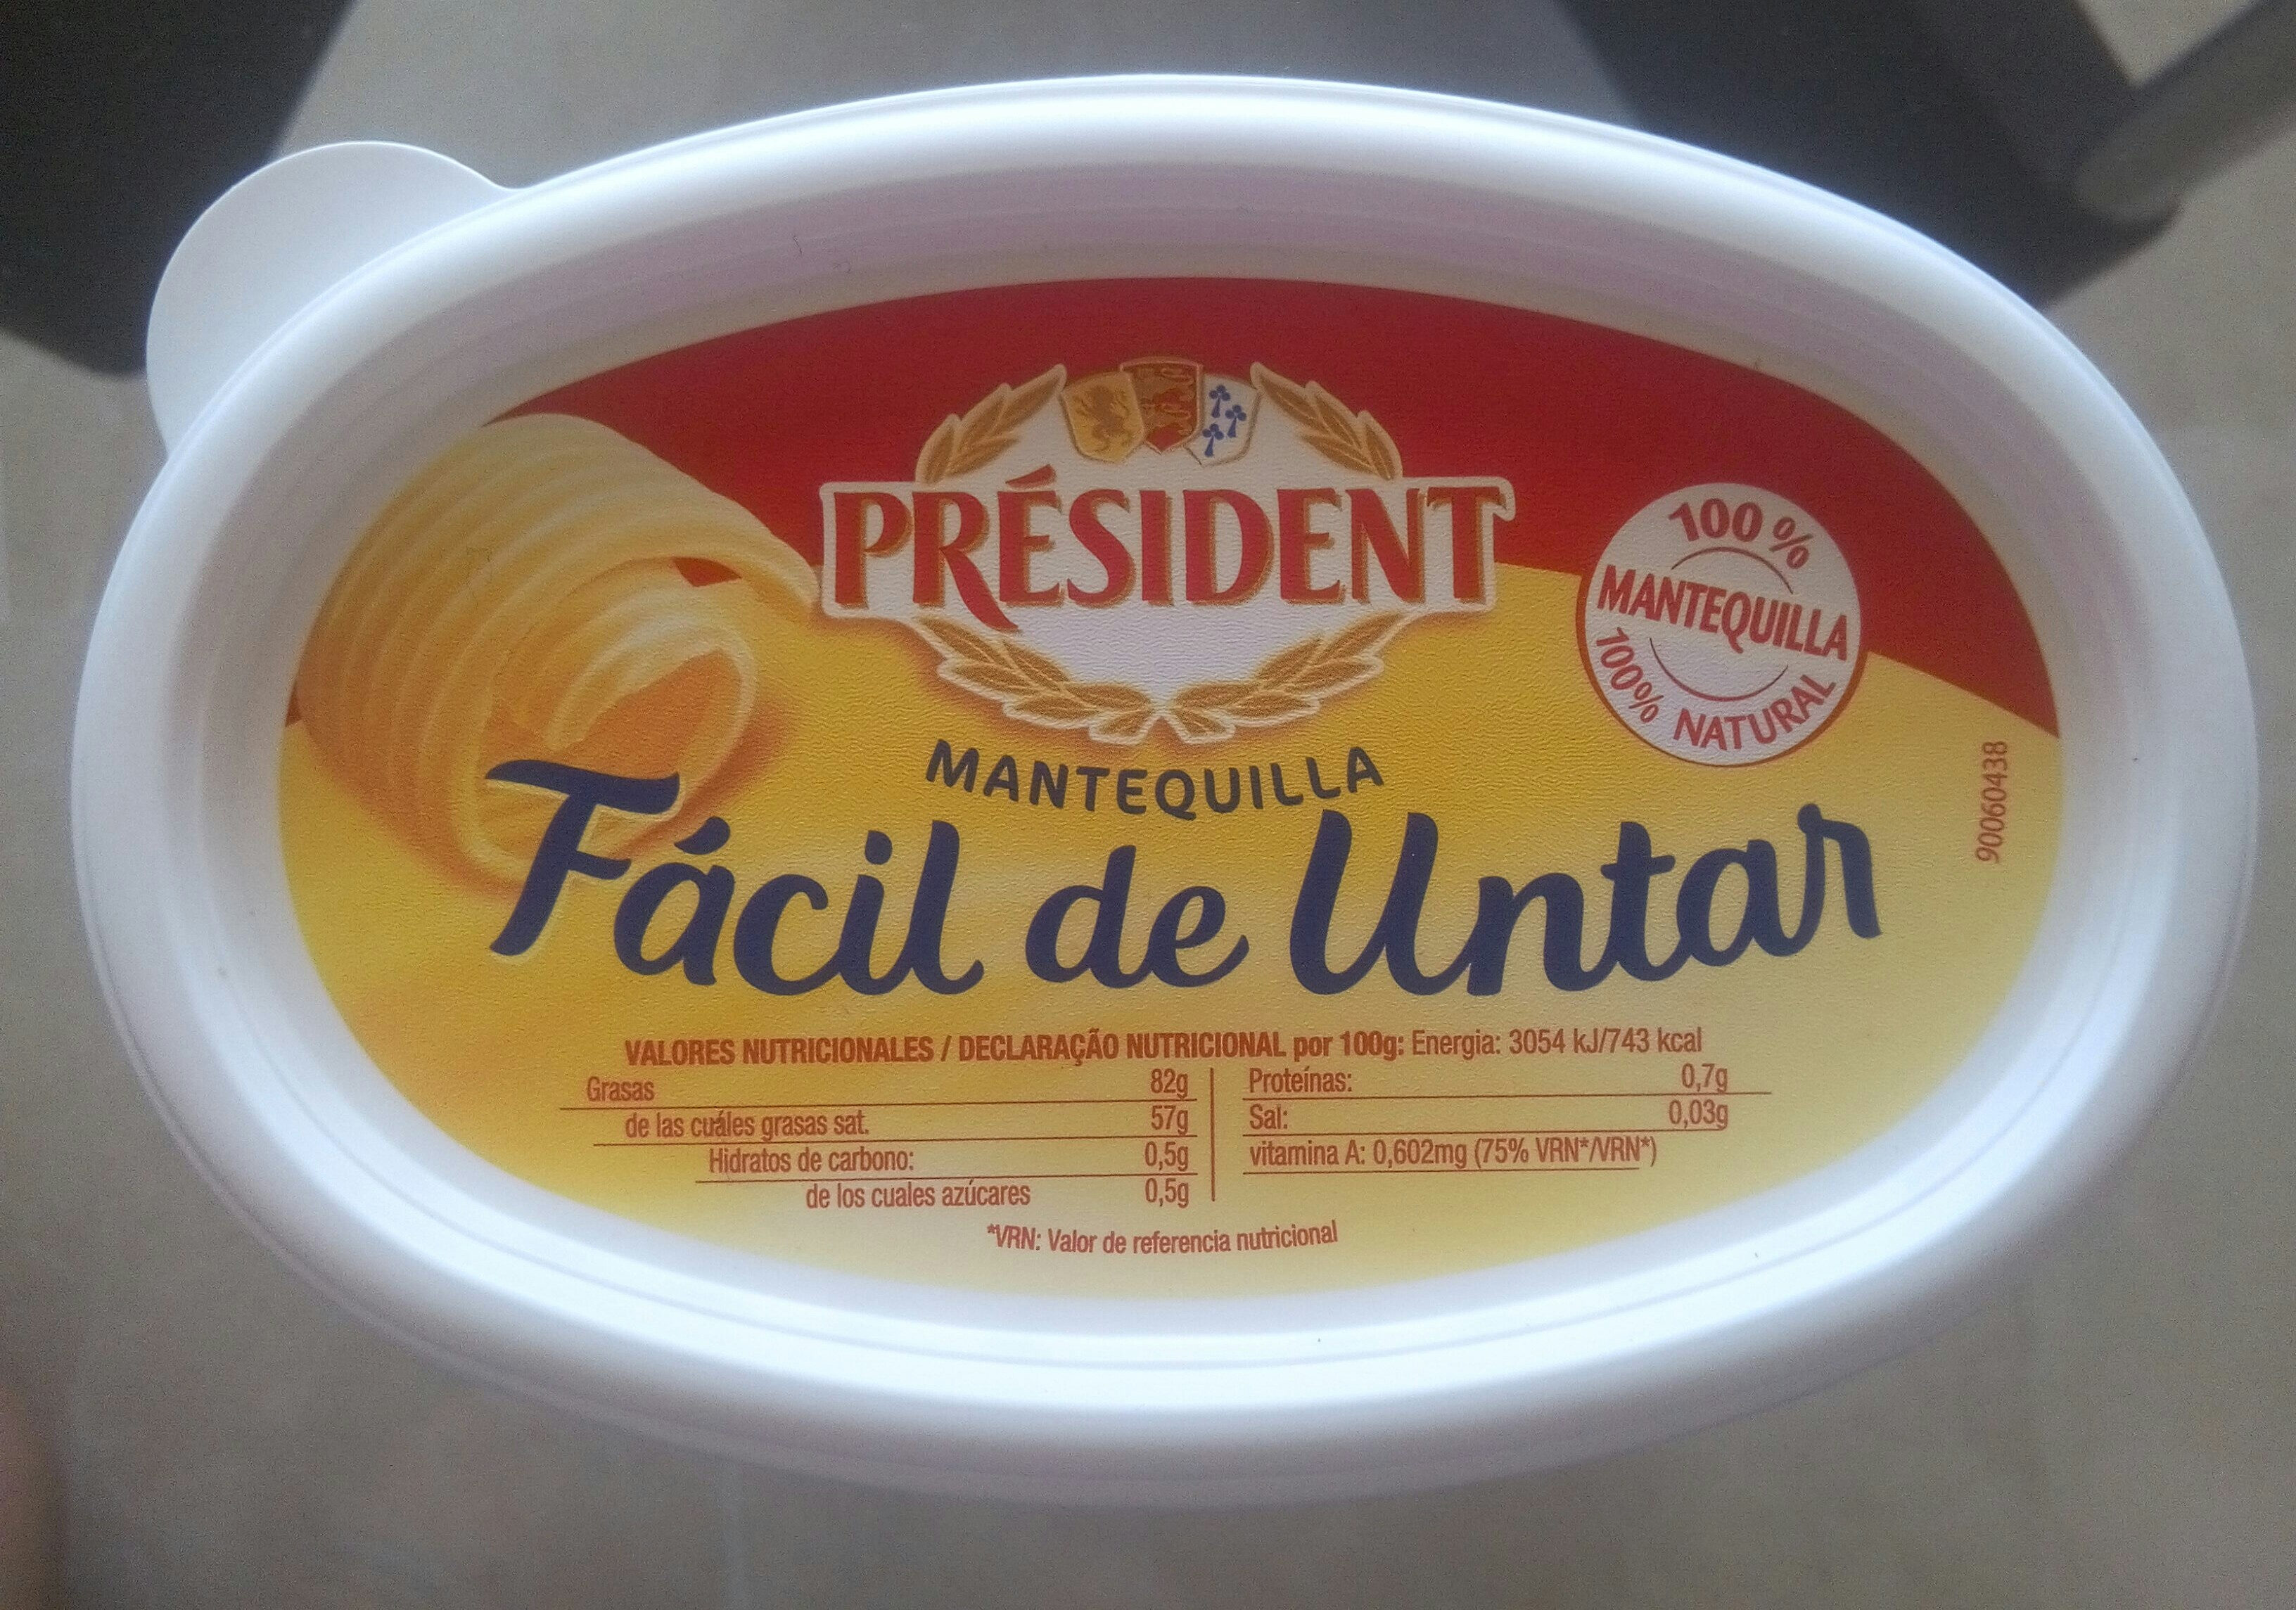 PRÉSIDENT
100 %
MANTEQUILLA
100% NATURAL
MANTEQUILLA
Fácil de Untar
90060438
VALORES NUTRICIONALES / DECLARAÇÃO NUTRICIONAL por 100g: Energia: 3054 kJ/743 kcal
Grasas 82g
de las cuáles grasas sat. 57g
Hidratos de carbono: 0,5g
de los cuales azúcares 0,5g
Proteínas: 0,7g
Sal: 0,03g
vitamina A: 0,602mg (75% VRN*/VRN*)
*VRN: Valor de referencia nutricional